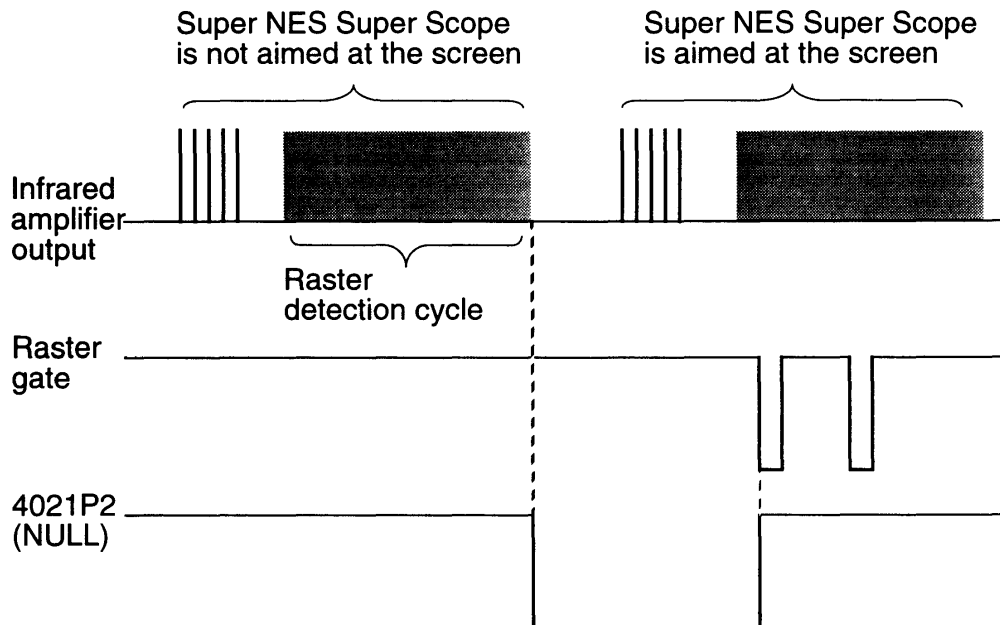 Super NES Super Scope
is not aimed at the screen
Super NES Super Scope
is aimed at the screen
Infrared
amplifier
output
Raster
detection cycle
Raster
gate
4021P2
(NULL)